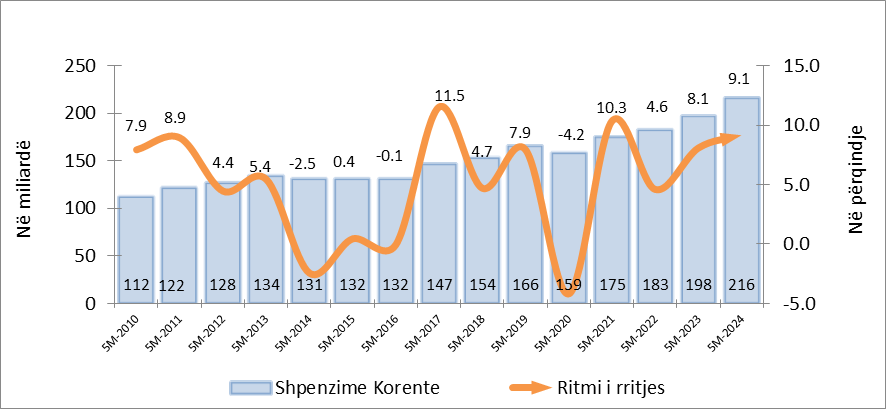 Në miliardë
250
200
150
100
50
0
7.9
8.9
4.4
5.4
-2.5
0.4
-0.1
11.5
4.7
7.9
-4.2
10.3
4.6
8.1
9.1
112
122
128
134
131
132
132
147
154
166
159
175
183
198
216
15.0
10.0
5.0
0.0
-5.0
Në përqindje
5M-2010
5M-2011
5M-2012
5M-2013
5M-2014
5M-2015
5M-2016
5M-2017
5M-2018
5M-2019
5M-2020
5M-2021
5M-2022
5M-2023
5M-2024
Shpenzime Korente
Ritmi i rritjes